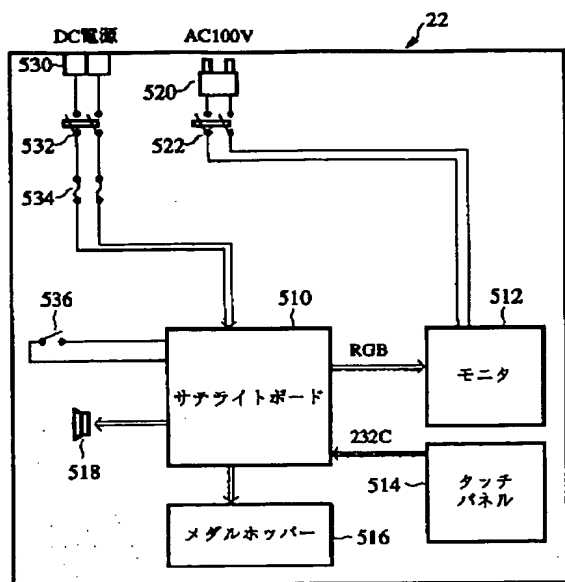 DC電源
AC100V
22
530
520
532
522
534
536
510
512
サテライトボード
RGB
モニタ
518
232C
514
タッチ
パネル
メダルホッパー
516